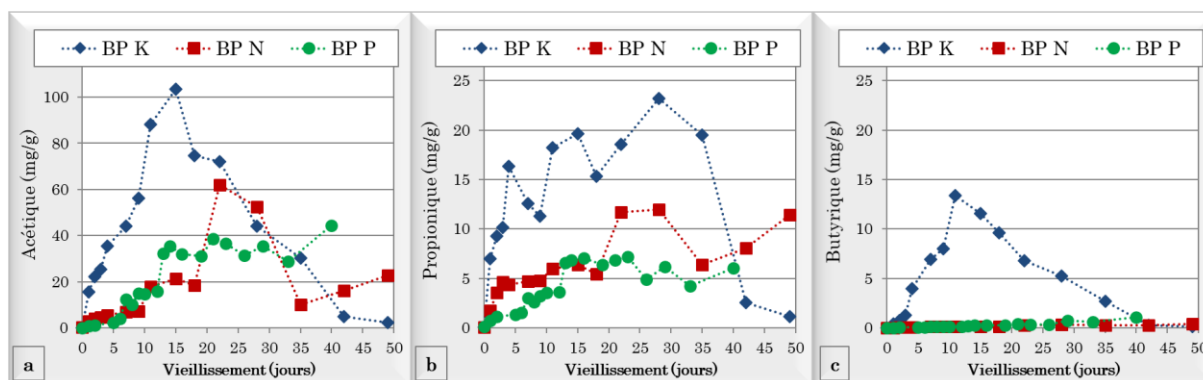 BP K BP N BP P
Acétique (mg/g)
100
80
60
40
20
0
0 5 10 15 20 25 30 35 40 45 50
Vieillissement (jours)
a
BP K BP N BP P
Propionique (mg/g)
25
20
15
10
5
0
0 5 10 15 20 25 30 35 40 45 50
Vieillissement (jours)
b
BP K BP N BP P
Butyrique (mg/g)
25
20
15
10
5
0
0 5 10 15 20 25 30 35 40 45 50
Vieillissement (jours)
c